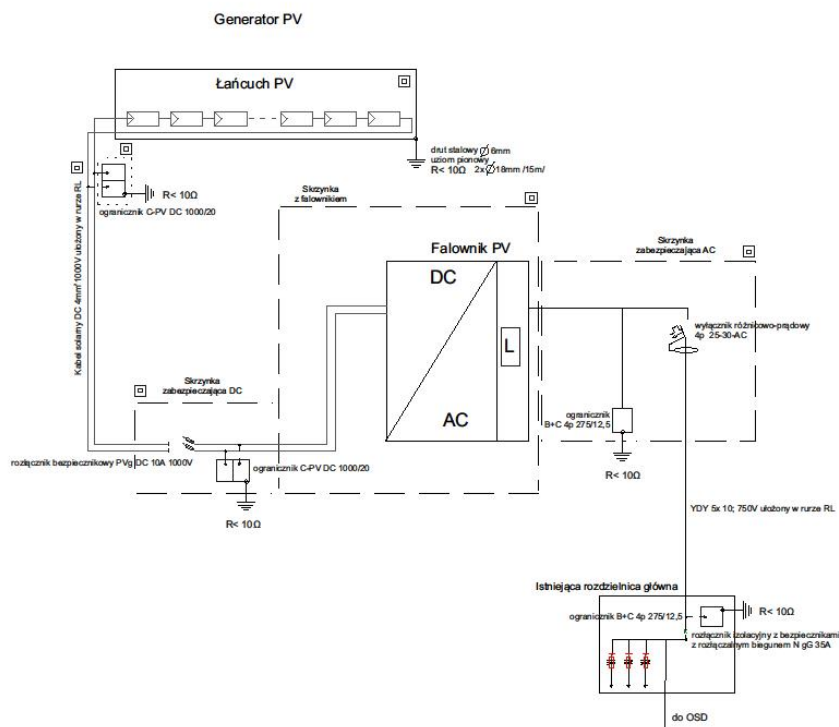 Generator PV
Łańcuch PV
drut stalowy Ø 6mm
uziom pionowy
R< 10Ω 2x Ø18mm /15m/
R< 10Ω
ogranicznik C-PV DC 1000/20
Kabel solarny DC 4mm² 1000V ułożony w rurze RL
Skrzynka
z falownikiem
Falownik PV
DC
AC
L
Skrzynka
zabezpieczająca AC
wyłącznik różnicowo-prądowy
4p 25-30-AC
ogranicznik
B+C 4p 275/12,5
R< 10Ω
Skrzynka
zabezpieczająca DC
rozłącznik bezpiecznikowy PVg DC 10A 1000V
ogranicznik C-PV DC 1000/20
R< 10Ω
YDY 5x 10; 750V ułożony w rurze RL
Istniejąca rozdzielnica główna
ogranicznik B+C 4p 275/12,5
R< 10Ω
rozłącznik izolacyjny z bezpiecznikami
z rozłączalnym biegunem N gG 35A
do OSD